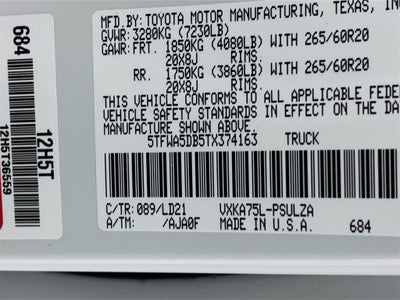 MFD.BY: TOYOTA MOTOR MANUFACTURING, TEXAS, IN
GVWR: 3280KG (7230LB)
GAWR: FRT. 1850KG (4080LB) WITH 265/60R20
20X8J RIMS.
RR. 1750KG (3860LB) WITH 265/60R20
20X8J RIMS.
THIS VEHICLE CONFORMS TO ALL APPLICABLE FEDE
VEHICLE SAFETY STANDARDS IN EFFECT ON THE
MANUFACTURE SHOWN ABOVE.
5TFWA5DB5TX374163 TRUCK
C/TR: 089/LD21 VXKA75L-PSULZA
A/TM: /AJA0F MADE IN U.S.A. 684
684
12H5T
12H5T36559